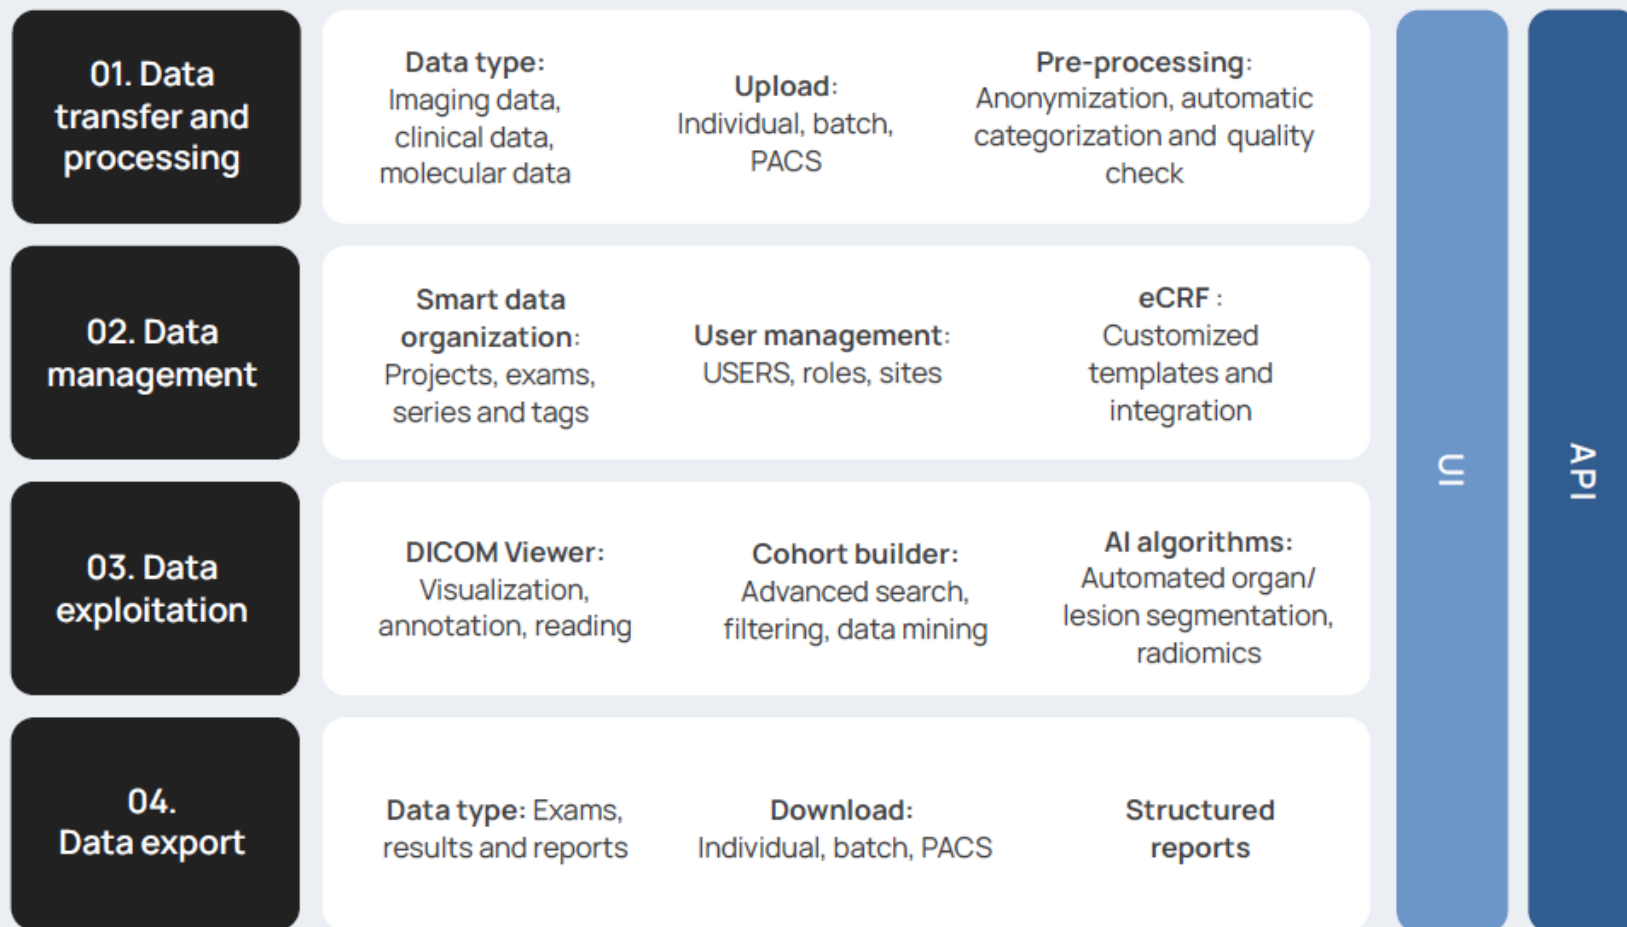 01. Data
transfer and
processing
Data type:
Imaging data,
clinical data,
molecular data
Upload:
Individual, batch,
PACS
Pre-processing:
Anonymization, automatic
categorization and quality
check
02. Data
management
Smart data
organization:
Projects, exams,
series and tags
User management:
USERS, roles, sites
eCRF :
Customized
templates and
integration
03. Data
exploitation
DICOM Viewer:
Visualization,
annotation, reading
Cohort builder:
Advanced search,
filtering, data mining
AI algorithms:
Automated organ/
lesion segmentation,
radiomics
04.
Data export
Data type: Exams,
results and reports
Download:
Individual, batch, PACS
Structured
reports
UI
API